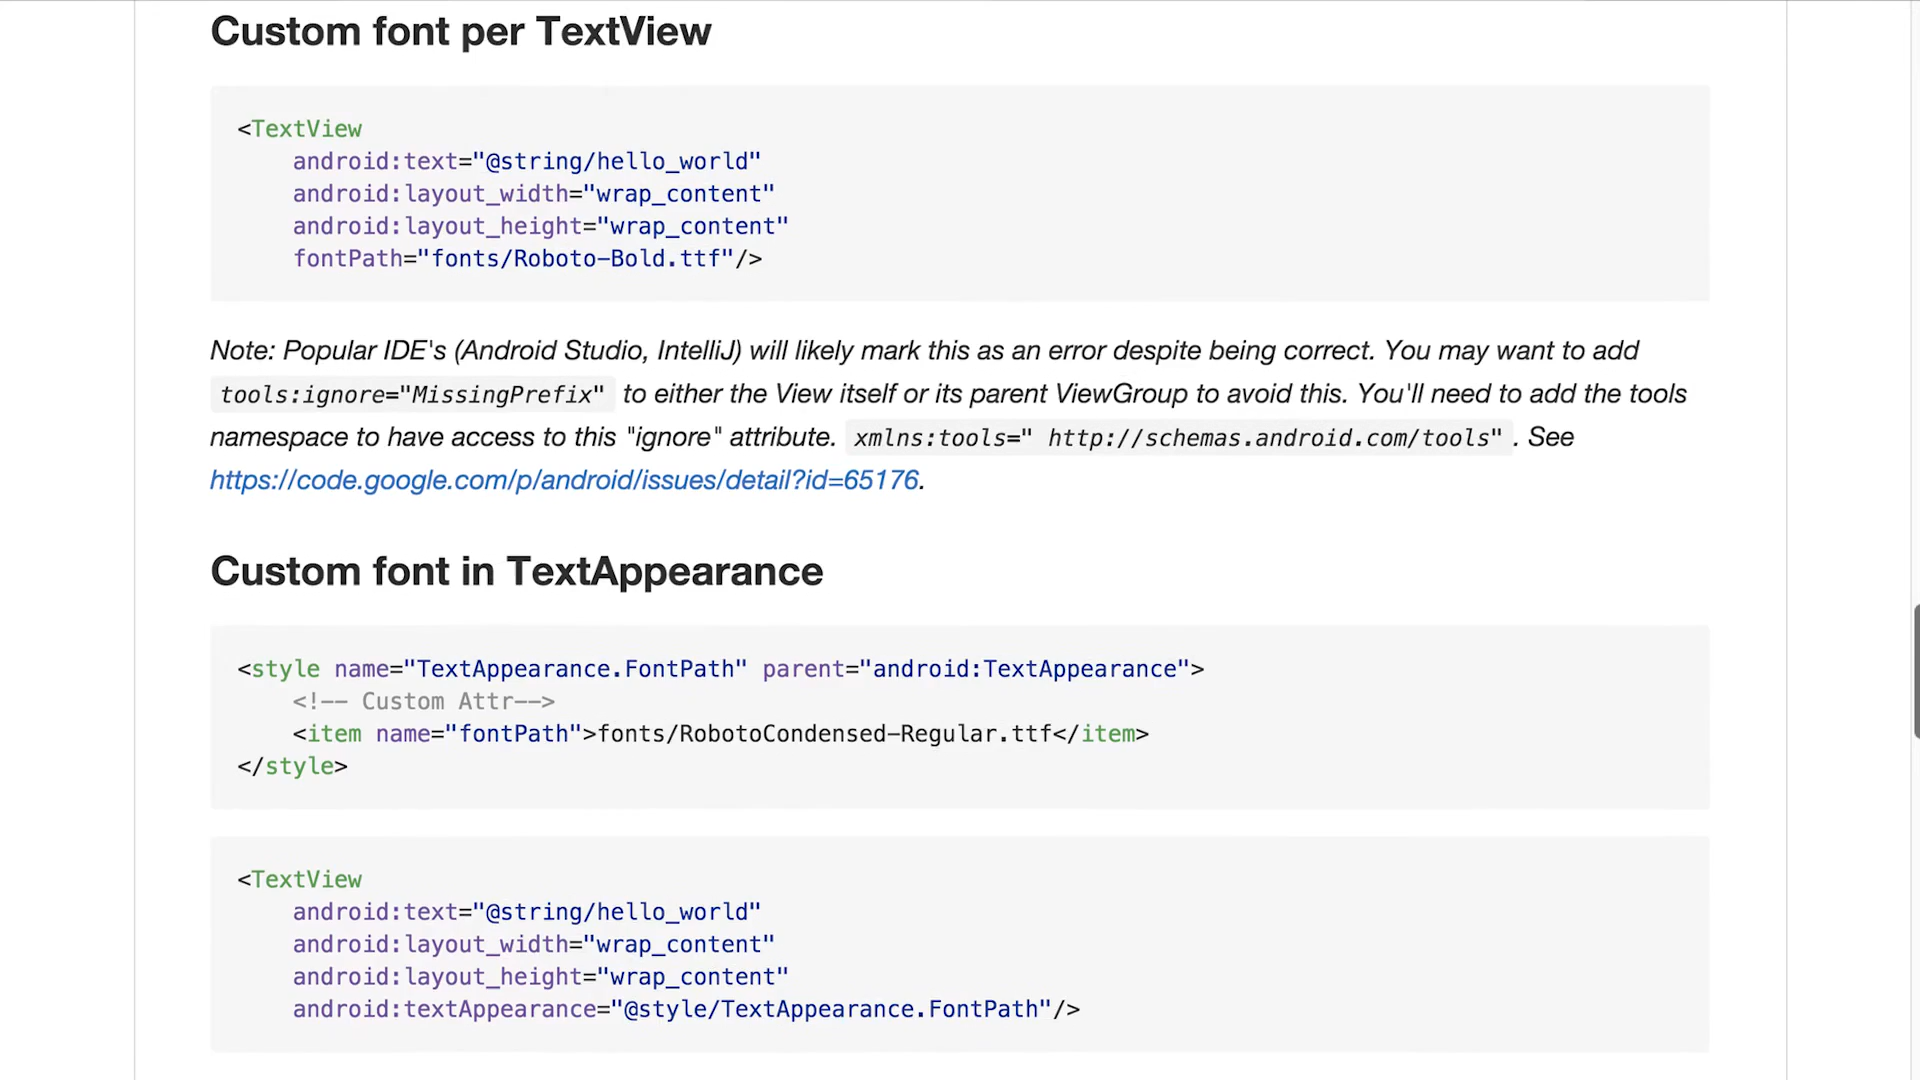 Custom font per TextView
<TextView
    android:text="@string/hello_world"
    android:layout_width="wrap_content"
    android:layout_height="wrap_content"
    fontPath="fonts/Roboto-Bold.ttf"/>
Note: Popular IDE's (Android Studio, IntelliJ) will likely mark this as an error despite being correct. You may want to add
tools:ignore="MissingPrefix" to either the View itself or its parent ViewGroup to avoid this. You'll need to add the tools
namespace to have access to this "ignore" attribute. xmlns:tools=" http://schemas.android.com/tools" . See
https://code.google.com/p/android/issues/detail?id=65176.
Custom font in TextAppearance
<style name="TextAppearance.FontPath" parent="android:TextAppearance">
    <!-- Custom Attr-->
    <item name="fontPath">fonts/RobotoCondensed-Regular.ttf</item>
</style>
<TextView
    android:text="@string/hello_world"
    android:layout_width="wrap_content"
    android:layout_height="wrap_content"
    android:textAppearance="@style/TextAppearance.FontPath"/>